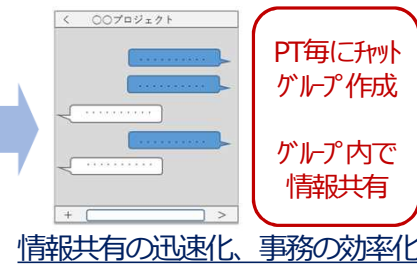 < ○○プロジェクト
..........
..........
..........
..........
..........
+ >
PT毎にﾁｬｯﾄ
ｸﾞﾙｰﾌﾟ作成
ｸﾞﾙｰﾌﾟ内で
情報共有
情報共有の迅速化、事務の効率化